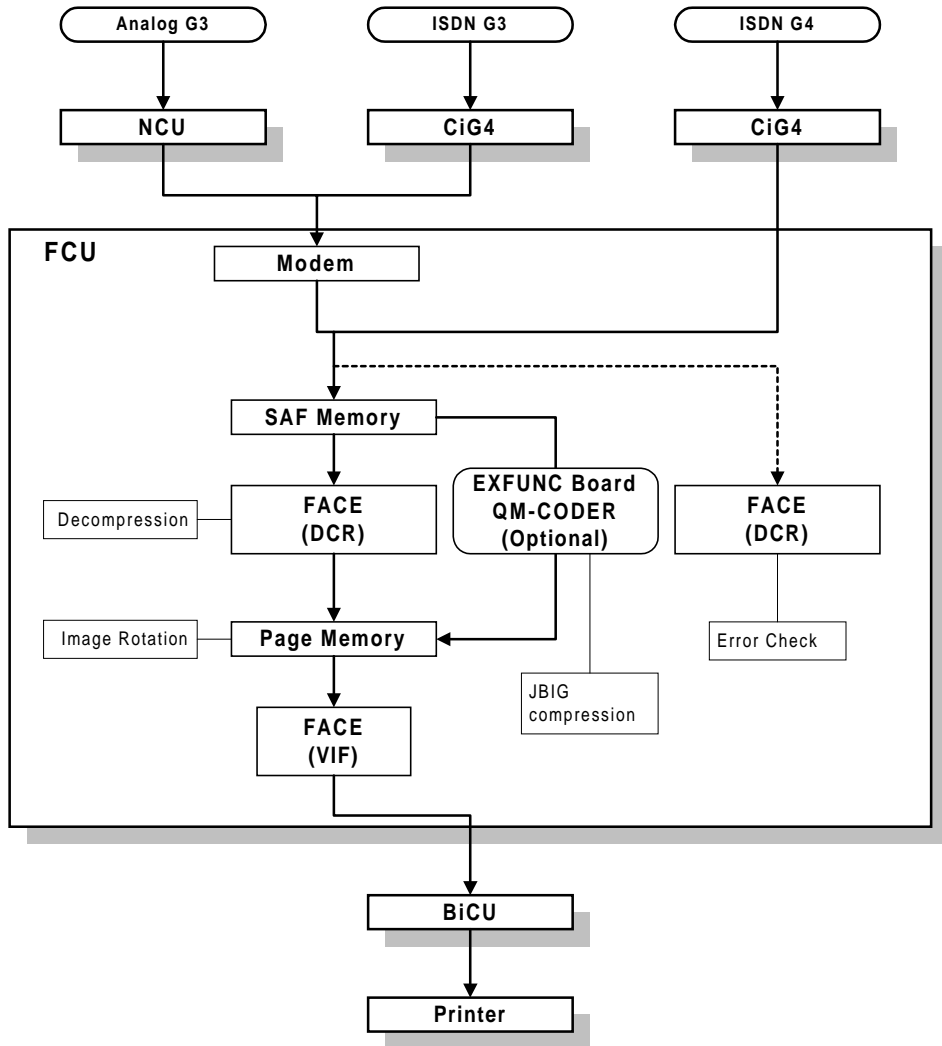 Analog G3
ISDN G3
ISDN G4
NCU
CiG4
CiG4
FCU
Modem
SAF Memory
EXFUNC Board
QM-CODER
(Optional)
FACE
(DCR)
FACE
(DCR)
Decompression
Image Rotation
Page Memory
Error Check
JBIG
compression
FACE
(VIF)
BiCU
Printer